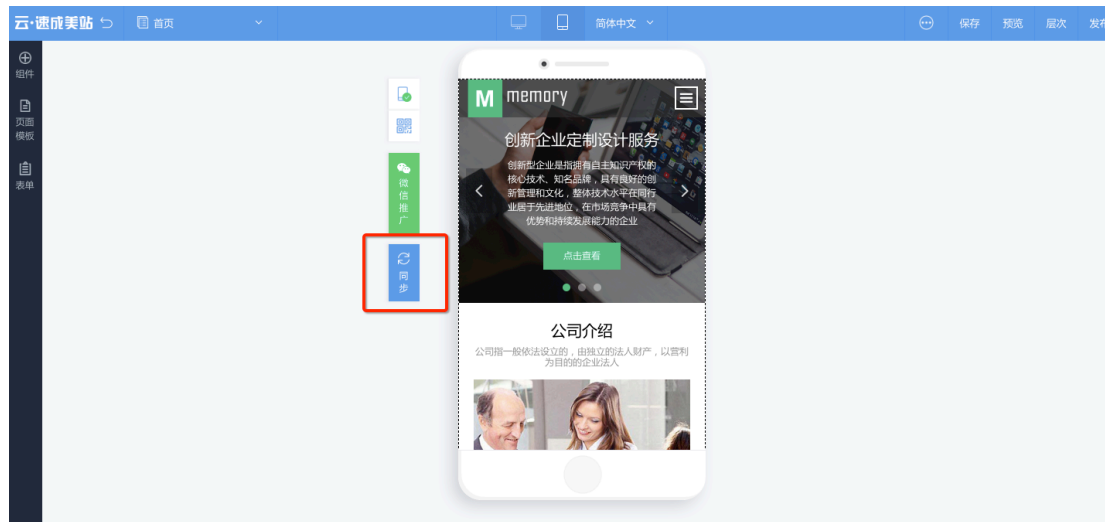 云·速成美站
首页
简体中文
保存
预览
层次
发布
组件
页面
模板
表单
微信推广
同步
M memory
创新企业定制设计服务
创新型企业是指拥有自主知识产权的
核心技术、知名品牌，具有良好的创
新管理和文化，整体技术水平在同行
业居于先进地位，在市场竞争中具有
优势和持续发展能力的企业
点击查看
公司介绍
公司指一般依法设立的，由独立的法人财产，以营利
为目的的企业法人